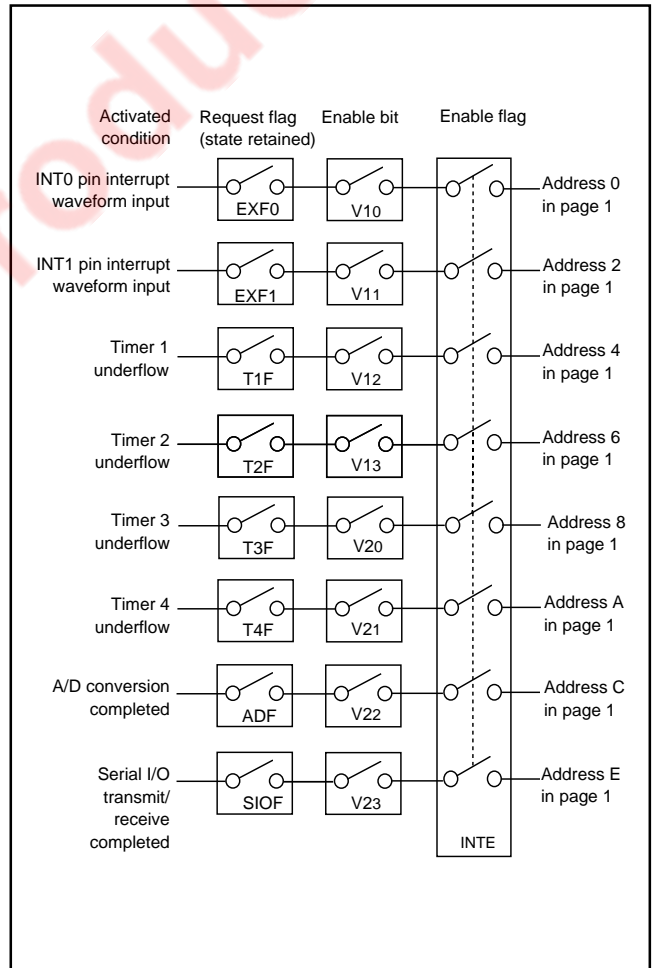 Activated
condition
Request flag
(state retained)
Enable bit
Enable flag
INT0 pin interrupt
waveform input
EXF0
V10
Address 0
in page 1
INT1 pin interrupt
waveform input
EXF1
V11
Address 2
in page 1
Timer 1
underflow
T1F
V12
Address 4
in page 1
Timer 2
underflow
T2F
V13
Address 6
in page 1
Timer 3
underflow
T3F
V20
Address 8
in page 1
Timer 4
underflow
T4F
V21
Address A
in page 1
A/D conversion
completed
ADF
V22
Address C
in page 1
Serial I/O
transmit/
receive
completed
SIOF
V23
Address E
in page 1
INTE